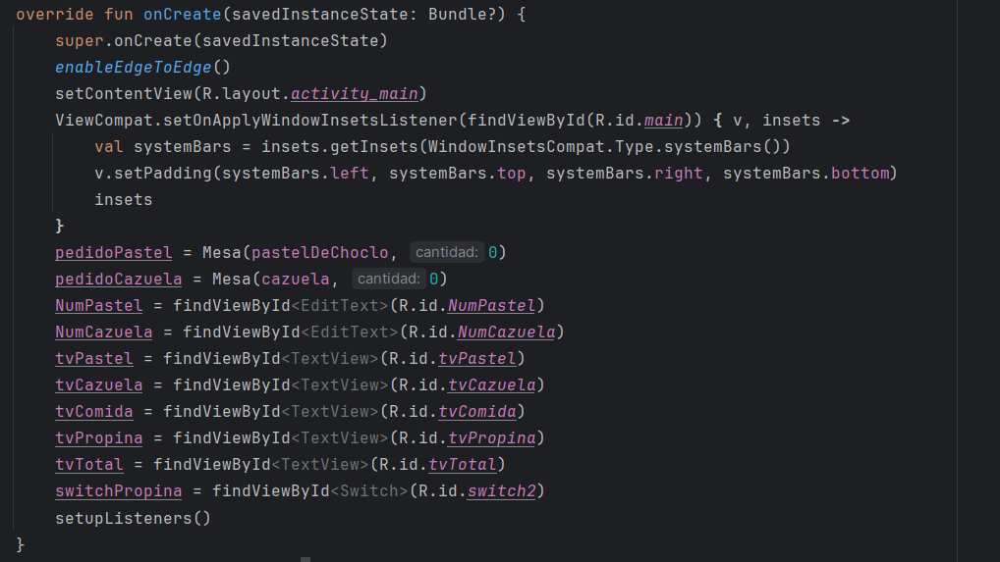 override fun onCreate(savedInstanceState: Bundle?) {
super.onCreate(savedInstanceState)
enableEdgeToEdge()
setContentView(R.layout.activity_main)
ViewCompat.setOnApplyWindowInsetsListener(findViewById(R.id.main)) { v, insets ->
val systemBars = insets.getInsets(WindowInsetsCompat.Type.systemBars())
v.setPadding(systemBars.left, systemBars.top, systemBars.right, systemBars.bottom)
insets
}
pedidoPastel = Mesa(pastelDeChoclo, cantidad: 0)
pedidoCazuela = Mesa(cazuela, cantidad: 0)
NumPastel = findViewById<EditText>(R.id.NumPastel)
NumCazuela = findViewById<EditText>(R.id.NumCazuela)
tvPastel = findViewById<TextView>(R.id.tvPastel)
tvCazuela = findViewById<TextView>(R.id.tvCazuela)
tvComida = findViewById<TextView>(R.id.tvComida)
tvPropina = findViewById<TextView>(R.id.tvPropina)
tvTotal = findViewById<TextView>(R.id.tvTotal)
switchPropina = findViewById<Switch>(R.id.switch2)
setupListeners()
}